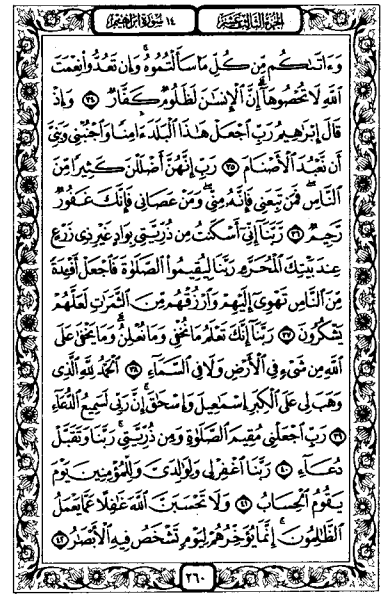 الجزء الثالث عشر ١٤ سورة إبراهيم
وَءَاتَىٰكُم مِّن كُلِّ مَا سَأَلْتُمُوهُ ۚ وَإِن تَعُدُّوا۟ نِعْمَتَ
ٱللَّهِ لَا تُحْصُوهَآ ۗ إِنَّ ٱلْإِنسَـٰنَ لَظَلُومٌ كَفَّارٌ ٣٤ وَإِذْ
قَالَ إِبْرَٰهِيمُ رَبِّ ٱجْعَلْ هَـٰذَا ٱلْبَلَدَ ءَامِنًا وَٱجْنُبْنِى وَبَنِىَّ
أَن نَّعْبُدَ ٱلْأَصْنَامَ ٣٥ رَبِّ إِنَّهُنَّ أَضْلَلْنَ كَثِيرًا مِّنَ
ٱلنَّاسِ ۖ فَمَن تَبِعَنِى فَإِنَّهُۥ مِنِّى ۖ وَمَنْ عَصَانِى فَإِنَّكَ غَفُورٌ
رَّحِيمٌ ٣٦ رَّبَّنَآ إِنِّىٓ أَسْكَنتُ مِن ذُرِّيَّتِى بِوَادٍ غَيْرِ ذِى زَرْعٍ
عِندَ بَيْتِكَ ٱلْمُحَرَّمِ رَبَّنَا لِيُقِيمُوا۟ ٱلصَّلَوٰةَ فَٱجْعَلْ أَفْـِٔدَةً
مِّنَ ٱلنَّاسِ تَهْوِىٓ إِلَيْهِمْ وَٱرْزُقْهُم مِّنَ ٱلثَّمَرَٰتِ لَعَلَّهُمْ
يَشْكُرُونَ ٣٧ رَبَّنَآ إِنَّكَ تَعْلَمُ مَا نُخْفِى وَمَا نُعْلِنُ ۗ وَمَا يَخْفَىٰ عَلَى
ٱللَّهِ مِن شَىْءٍ فِى ٱلْأَرْضِ وَلَا فِى ٱلسَّمَآءِ ٣٨ ٱلْحَمْدُ لِلَّهِ ٱلَّذِى
وَهَبَ لِى عَلَى ٱلْكِبَرِ إِسْمَـٰعِيلَ وَإِسْحَـٰقَ ۚ إِنَّ رَبِّى لَسَمِيعُ ٱلدُّعَآءِ
٣٩ رَبِّ ٱجْعَلْنِى مُقِيمَ ٱلصَّلَوٰةِ وَمِن ذُرِّيَّتِى ۚ رَبَّنَا وَتَقَبَّلْ
دُعَآءِ ٤٠ رَبَّنَا ٱغْفِرْ لِى وَلِوَٰلِدَىَّ وَلِلْمُؤْمِنِينَ يَوْمَ
يَقُومُ ٱلْحِسَابُ ٤١ وَلَا تَحْسَبَنَّ ٱللَّهَ غَـٰفِلًا عَمَّا يَعْمَلُ
ٱلظَّـٰلِمُونَ ۚ إِنَّمَا يُؤَخِّرُهُمْ لِيَوْمٍ تَشْخَصُ فِيهِ ٱلْأَبْصَـٰرُ ٤٢
٢٦٠